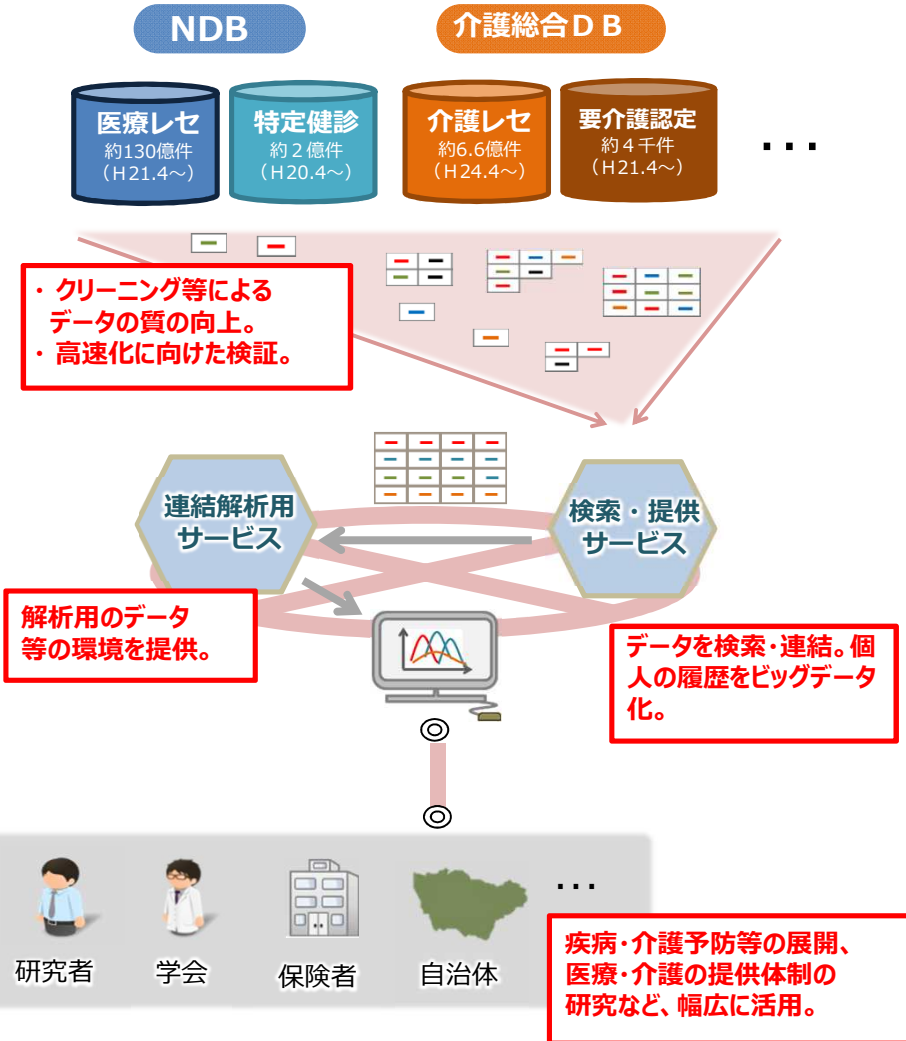 NDB
介護総合ＤＢ
医療レセ
約130億件
（Ｈ21.4～）
特定健診
約２億件
（Ｈ20.4～）
介護レセ
約6.6億件
（Ｈ24.4～）
要介護認定
約４千件
（Ｈ21.4～）
・・・
・ クリーニング等による
データの質の向上。
・ 高速化に向けた検証。
連結解析用
サービス
検索・提供
サービス
解析用のデータ
等の環境を提供。
データを検索・連結。個
人の履歴をビッグデータ
化。
研究者
学会
保険者
自治体
・・・
疾病・介護予防等の展開、
医療・介護の提供体制の
研究など、幅広に活用。